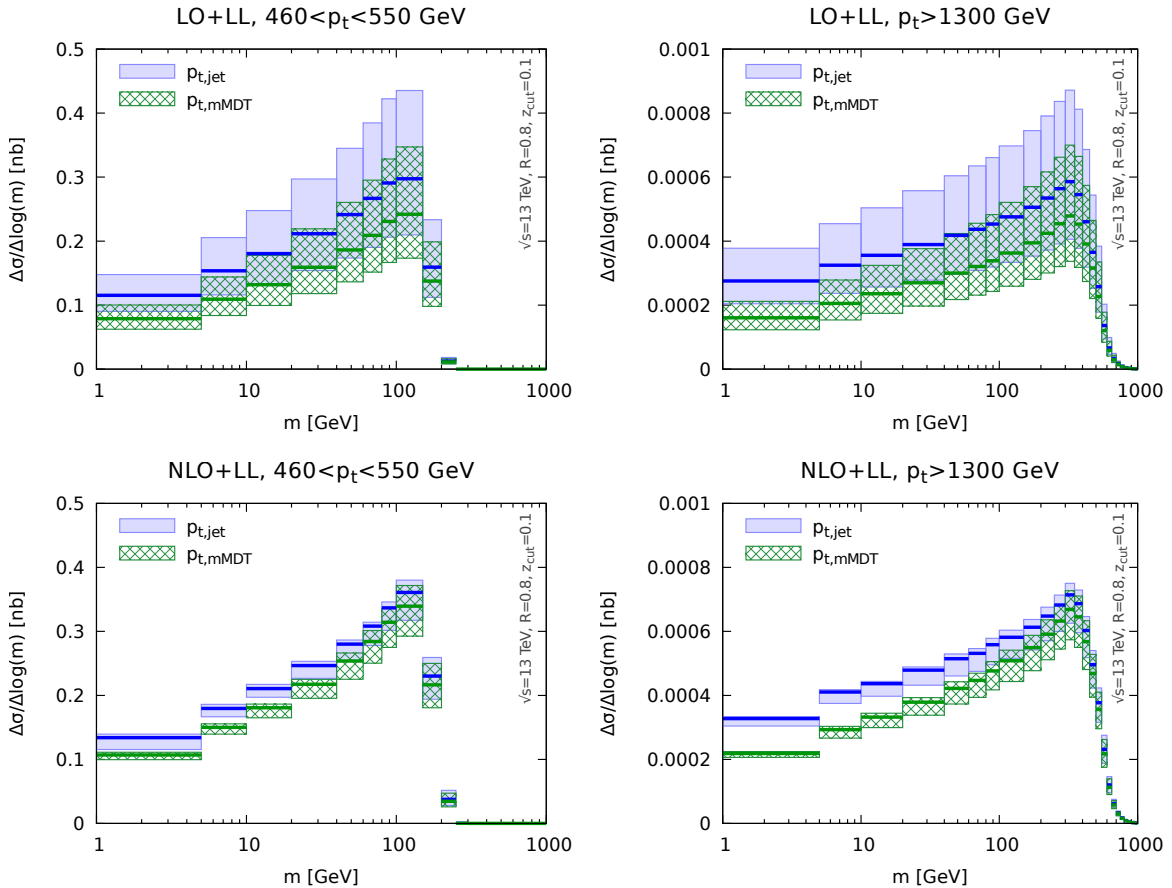 LO+LL, 460<pt<550 GeV
0.5
0.4
0.3
0.2
0.1
0
1
10
100
1000
Δσ/Δlog(m) [nb]
m [GeV]
pt,jet
pt,mMDT
√s=13 TeV, R=0.8, zcut=0.1
LO+LL, pt>1300 GeV
0.001
0.0008
0.0006
0.0004
0.0002
0
1
10
100
1000
Δσ/Δlog(m) [nb]
m [GeV]
pt,jet
pt,mMDT
√s=13 TeV, R=0.8, zcut=0.1
NLO+LL, 460<pt<550 GeV
0.5
0.4
0.3
0.2
0.1
0
1
10
100
1000
Δσ/Δlog(m) [nb]
m [GeV]
pt,jet
pt,mMDT
√s=13 TeV, R=0.8, zcut=0.1
NLO+LL, pt>1300 GeV
0.001
0.0008
0.0006
0.0004
0.0002
0
1
10
100
1000
Δσ/Δlog(m) [nb]
m [GeV]
pt,jet
pt,mMDT
√s=13 TeV, R=0.8, zcut=0.1